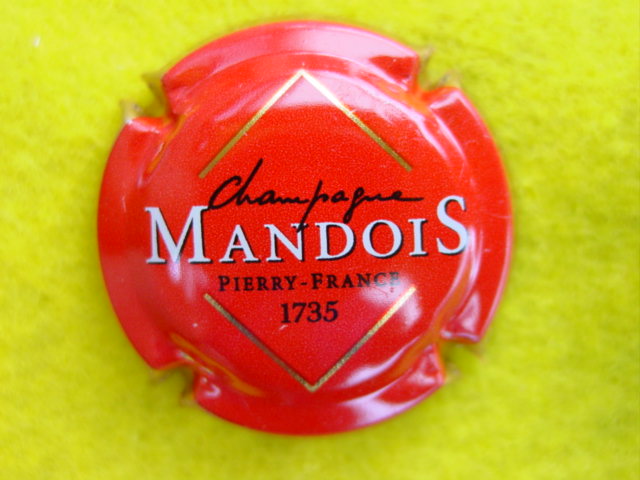 Champagne
MANDOIS
PIERRY-FRANCE
1735